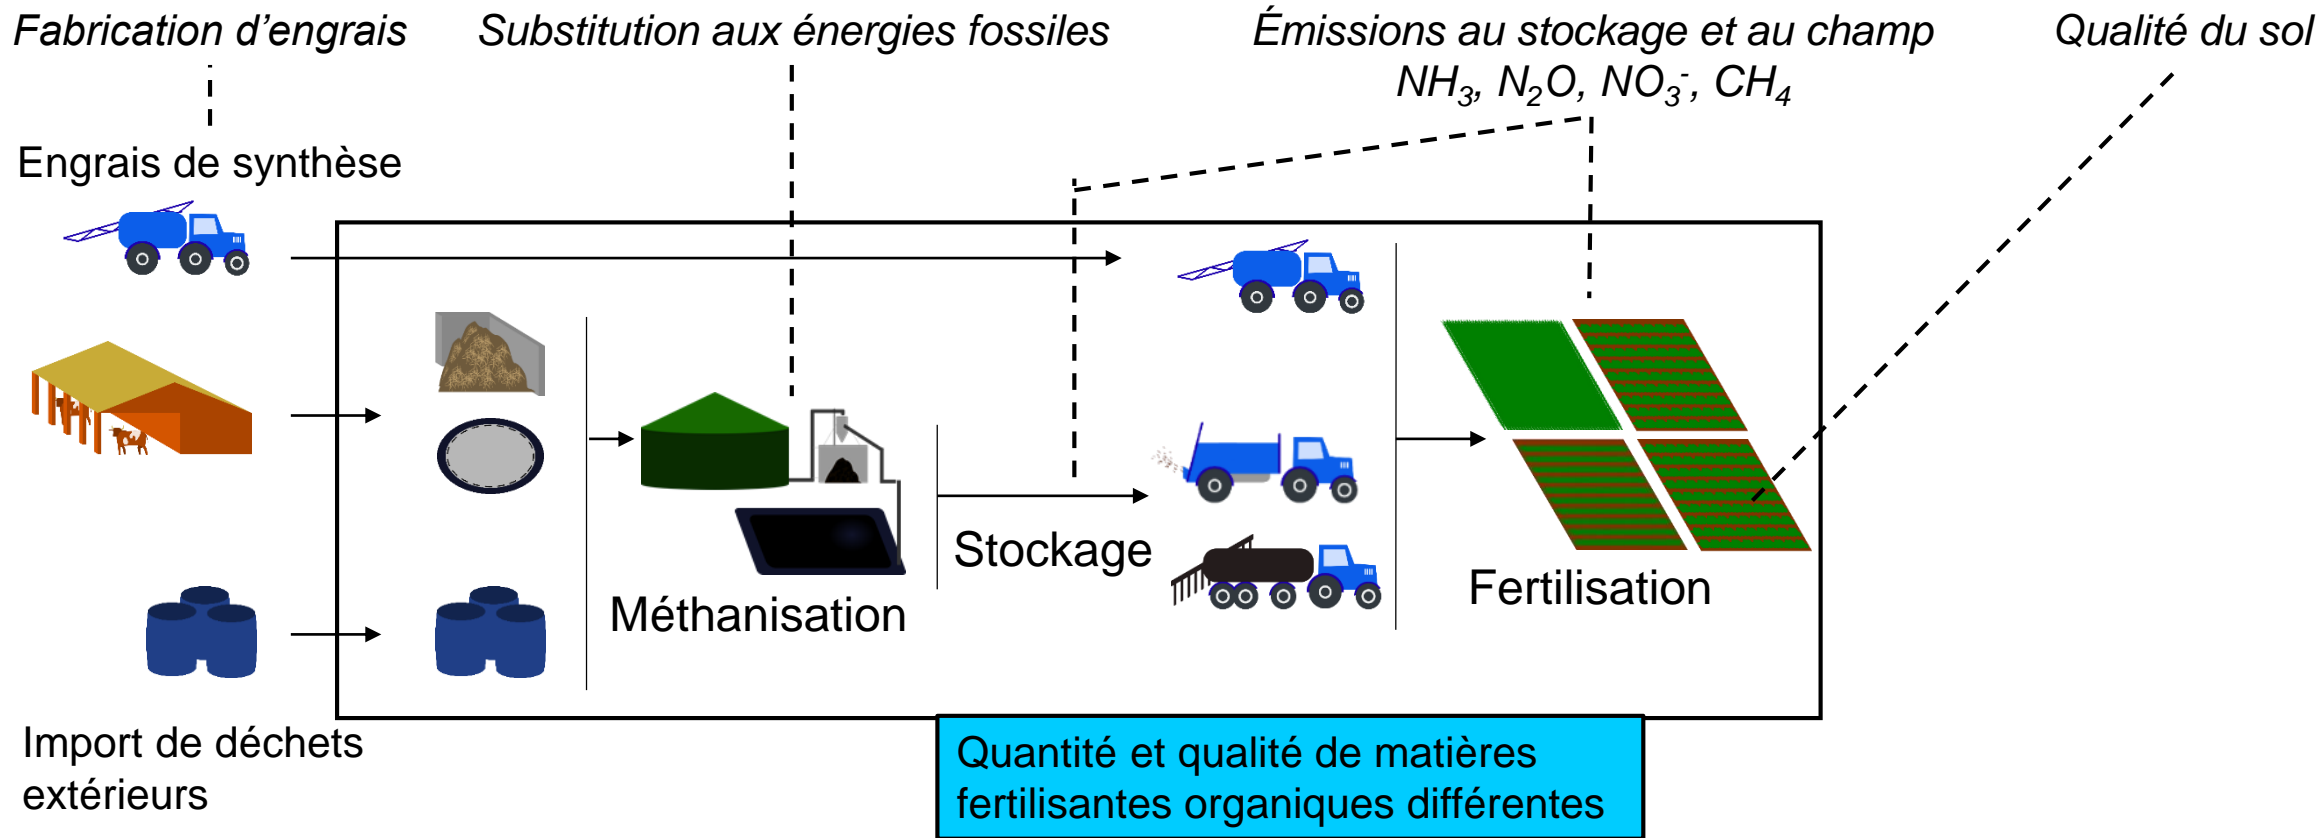 Fabrication d'engrais
Substitution aux énergies fossiles
Émissions au stockage et au champ
NH₃, N₂O, NO₃⁻, CH₄
Qualité du sol
Engrais de synthèse
Stockage
Méthanisation
Fertilisation
Import de déchets
extérieurs
Quantité et qualité de matières
fertilisantes organiques différentes